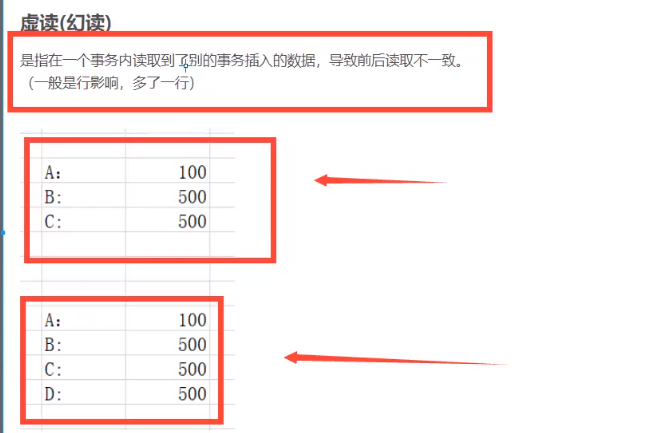 虚读(幻读)
是指在一个事务内读取到了别的事务插入的数据，导致前后读取不一致。
（一般是行影响，多了一行）
A: 100
B: 500
C: 500
A: 100
B: 500
C: 500
D: 500